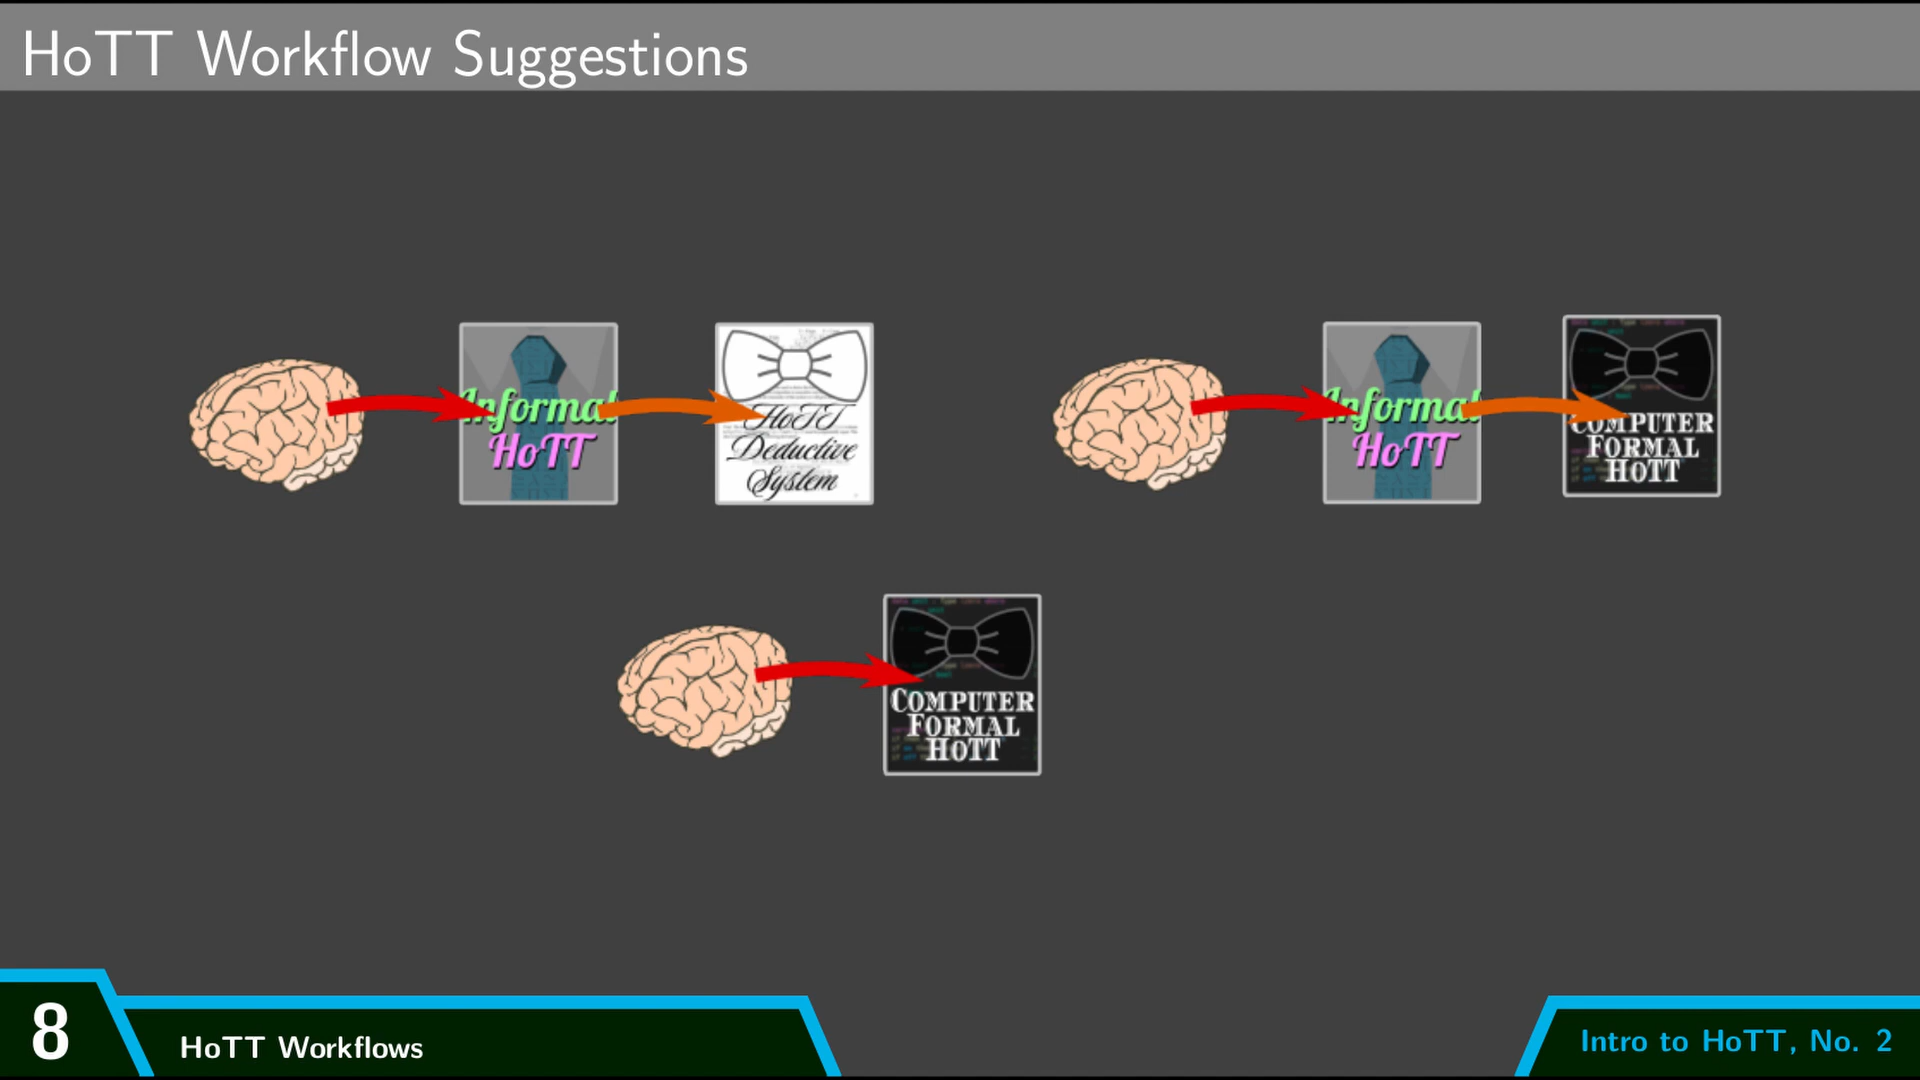 HoTT Workflow Suggestions
Informal
HoTT
HoTT
Deductive
System
Informal
HoTT
COMPUTER
FORMAL
HOTT
COMPUTER
FORMAL
HOTT
8
HoTT Workflows
Intro to HoTT, No. 2